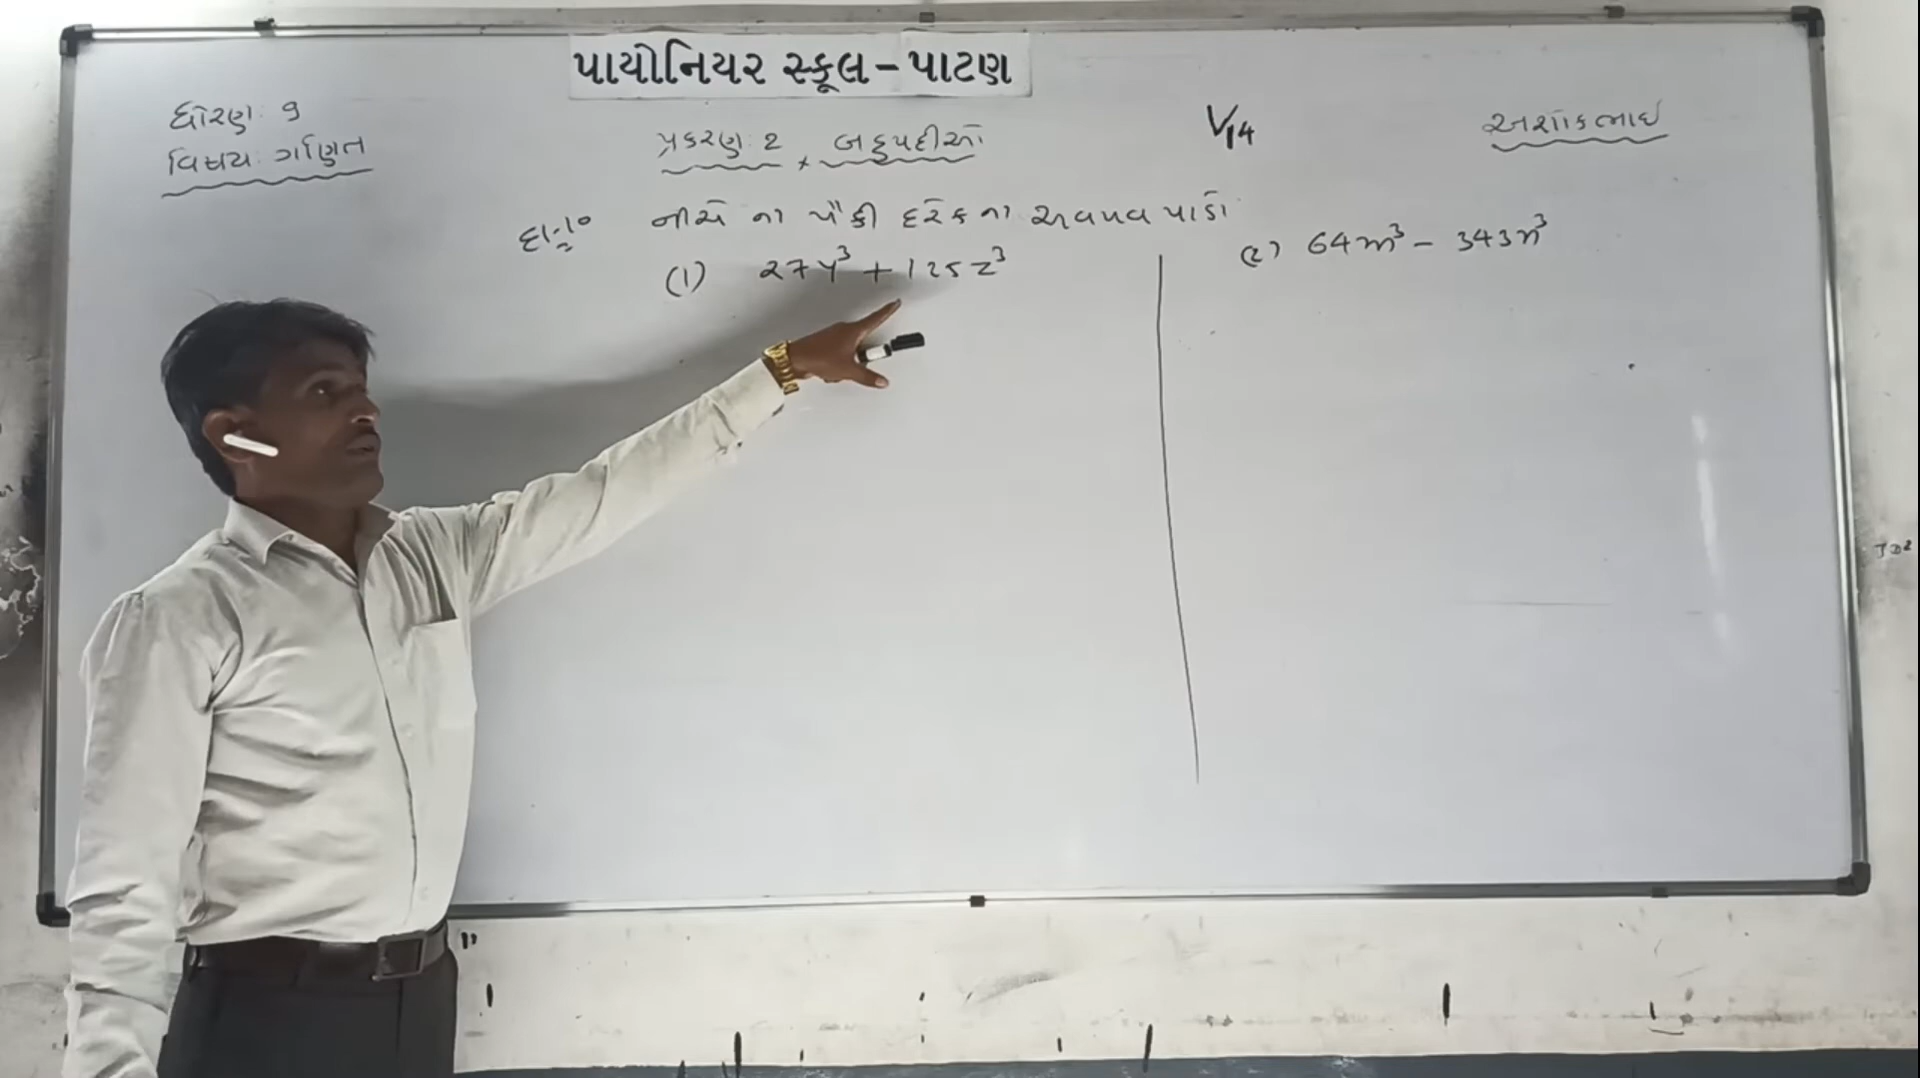 પાયોનિયર સ્કૂલ - પાટણ
ધોરણ: 9
વિષય: ગણિત
પ્રકરણ: 2 બહુપદીઓ
V14
અશોકભાઇ
દા-10 નીચે ના પૈકી દરેક ના અવયવ પાડો
(1) 27y³ + 125z³
(2) 64m³ - 343n³